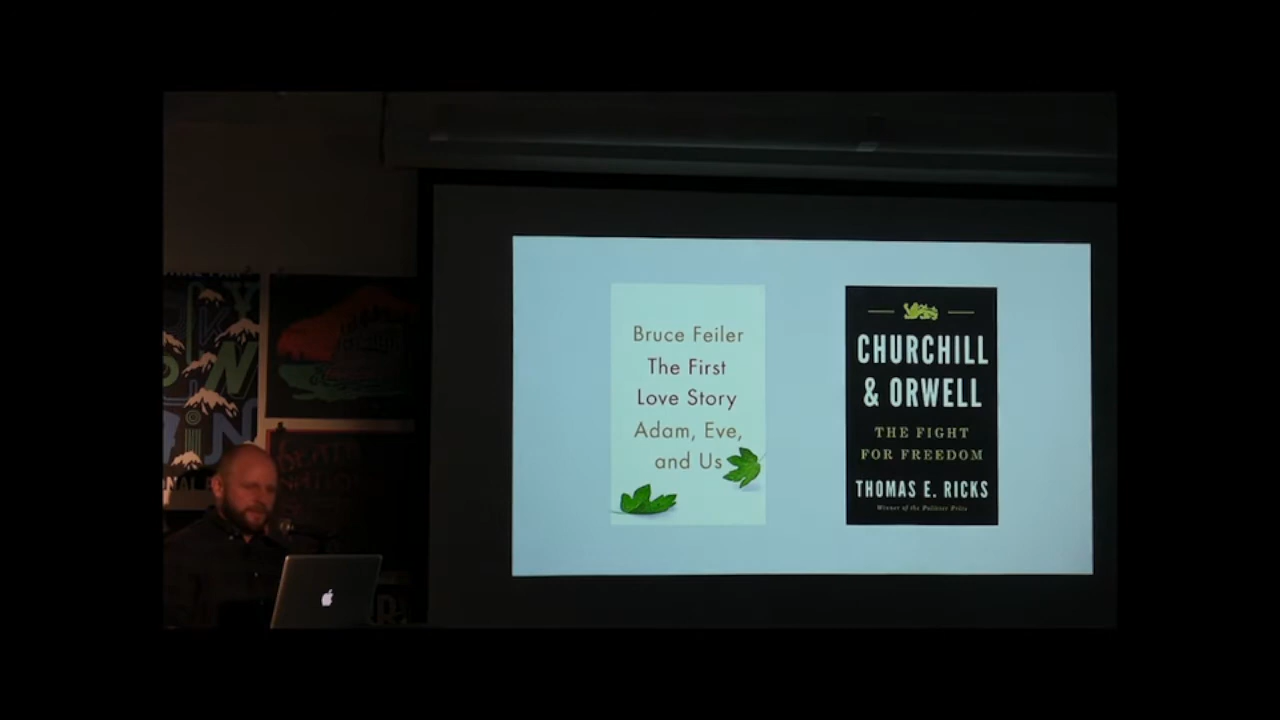 Bruce Feiler
The First
Love Story
Adam, Eve,
and Us
CHURCHILL
& ORWELL
THE FIGHT
FOR FREEDOM
THOMAS E. RICKS
Winner of the Pulitzer Prize